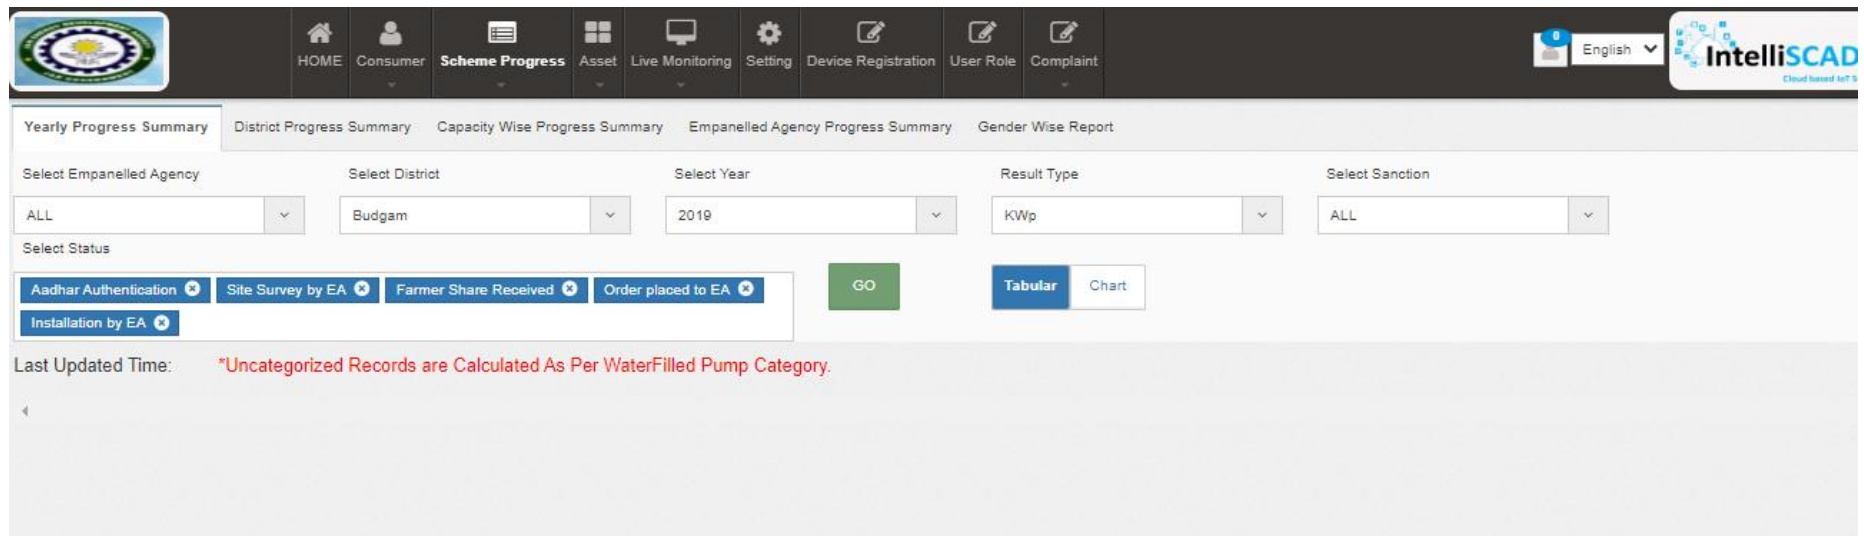 HOME Consumer Scheme Progress Asset Live Monitoring Setting Device Registration User Role Complaint
0
English
IntelliSCAD
Cloud based IoT S
Yearly Progress Summary District Progress Summary Capacity Wise Progress Summary Empanelled Agency Progress Summary Gender Wise Report
Select Empanelled Agency Select District Select Year Result Type Select Sanction
ALL Budgam 2019 KWp ALL
Select Status
Aadhar Authentication Site Survey by EA Farmer Share Received Order placed to EA
Installation by EA
GO
Tabular Chart
Last Updated Time: *Uncategorized Records are Calculated As Per WaterFilled Pump Category.